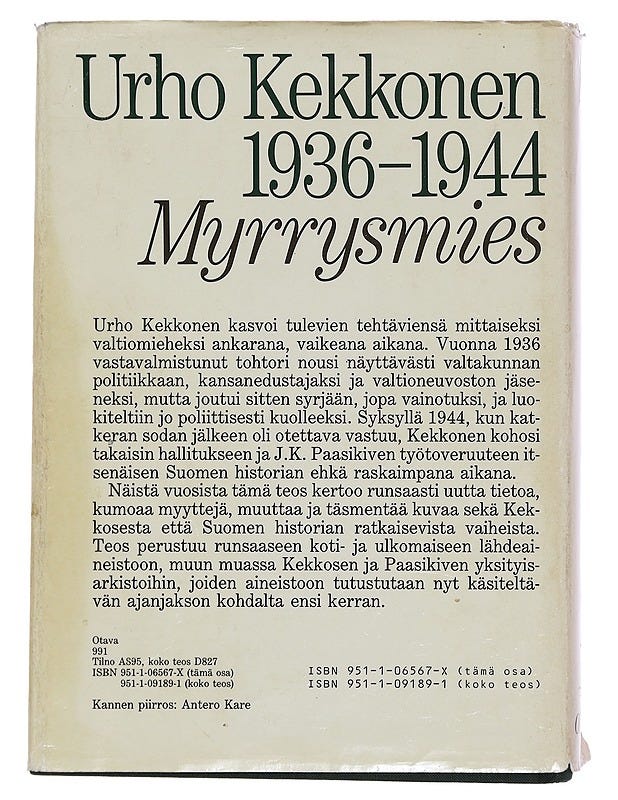 Urho Kekkonen
1936–1944
Myrrysmies
Urho Kekkonen kasvoi tulevien tehtäviensä mittaiseksi
valtiomieheksi ankarana, vaikeana aikana. Vuonna 1936
vastavalmistunut tohtori nousi näyttävästi valtakunnan
politiikkaan, kansanedustajaksi ja valtioneuvoston jäse-
neksi, mutta joutui sitten syrjään, jopa vainotuksi, ja luo-
kiteltiin jo poliittisesti kuolleeksi. Syksyllä 1944, kun kat-
keran sodan jälkeen oli otettava vastuu, Kekkonen kohosi
takaisin hallitukseen ja J.K. Paasikiven työtoveruuteen it-
senäisen Suomen historian ehkä raskaimpana aikana.
Näistä vuosista tämä teos kertoo runsaasti uutta tietoa,
kumoaa myyttejä, muuttaa ja täsmentää kuvaa sekä Kek-
kosesta että Suomen historian ratkaisevista vaiheista.
Teos perustuu runsaaseen koti- ja ulkomaiseen lähdeai-
neistoon, muun muassa Kekkosen ja Paasikiven yksityis-
arkistoihin, joiden aineistoon tutustutaan nyt käsiteltä-
vän ajanjakson kohdalta ensi kerran.
Otava
991
Tilno AS95, koko teos D827
ISBN 951-1-06567-X (tämä osa)
951-1-09189-1 (koko teos)
ISBN 951-1-06567-X (tämä osa)
ISBN 951-1-09189-1 (koko teos)
Kannen piirros: Antero Kare